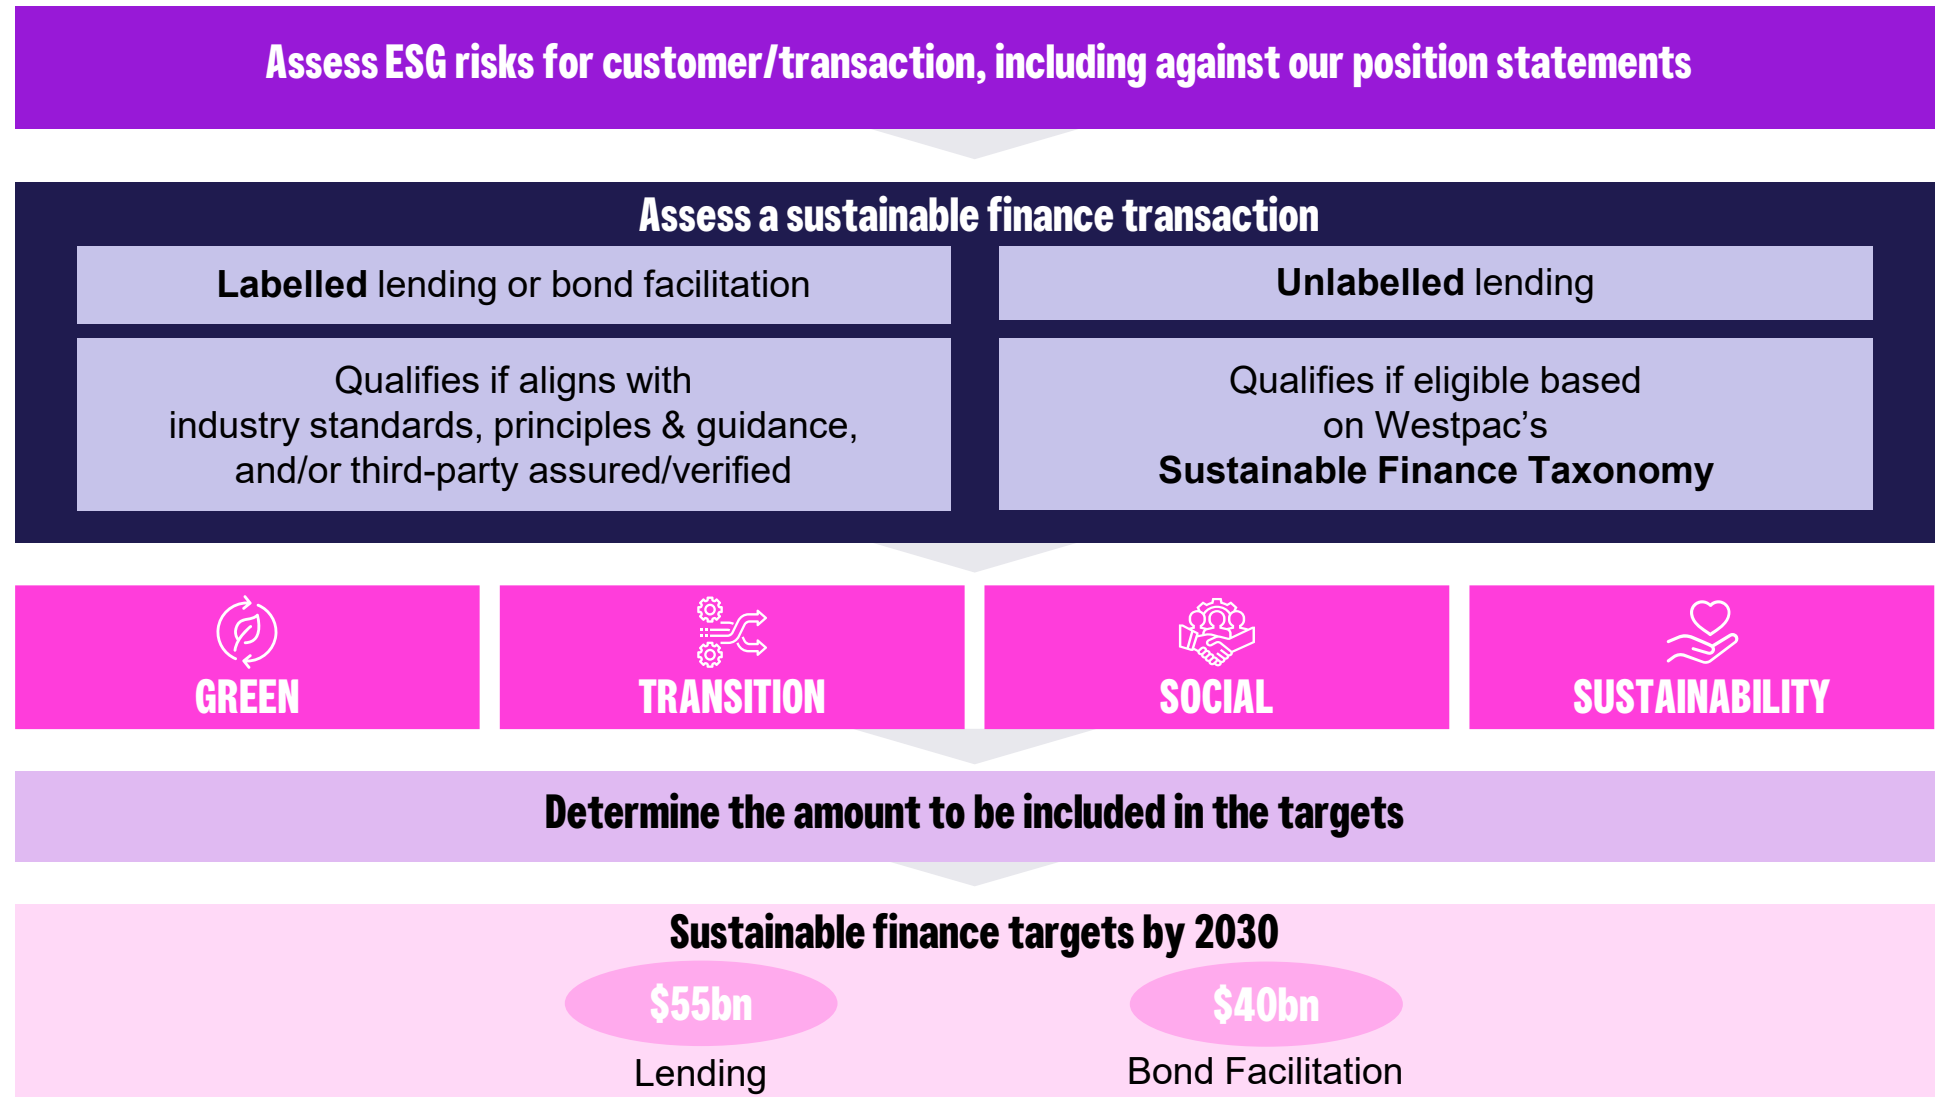 Assess ESG risks for customer/transaction, including against our position statements
Assess a sustainable finance transaction
Labelled lending or bond facilitation
Qualifies if aligns with
industry standards, principles & guidance,
and/or third-party assured/verified
Unlabelled lending
Qualifies if eligible based
on Westpac’s
Sustainable Finance Taxonomy
GREEN
TRANSITION
SOCIAL
SUSTAINABILITY
Determine the amount to be included in the targets
Sustainable finance targets by 2030
$55bn
Lending
$40bn
Bond Facilitation